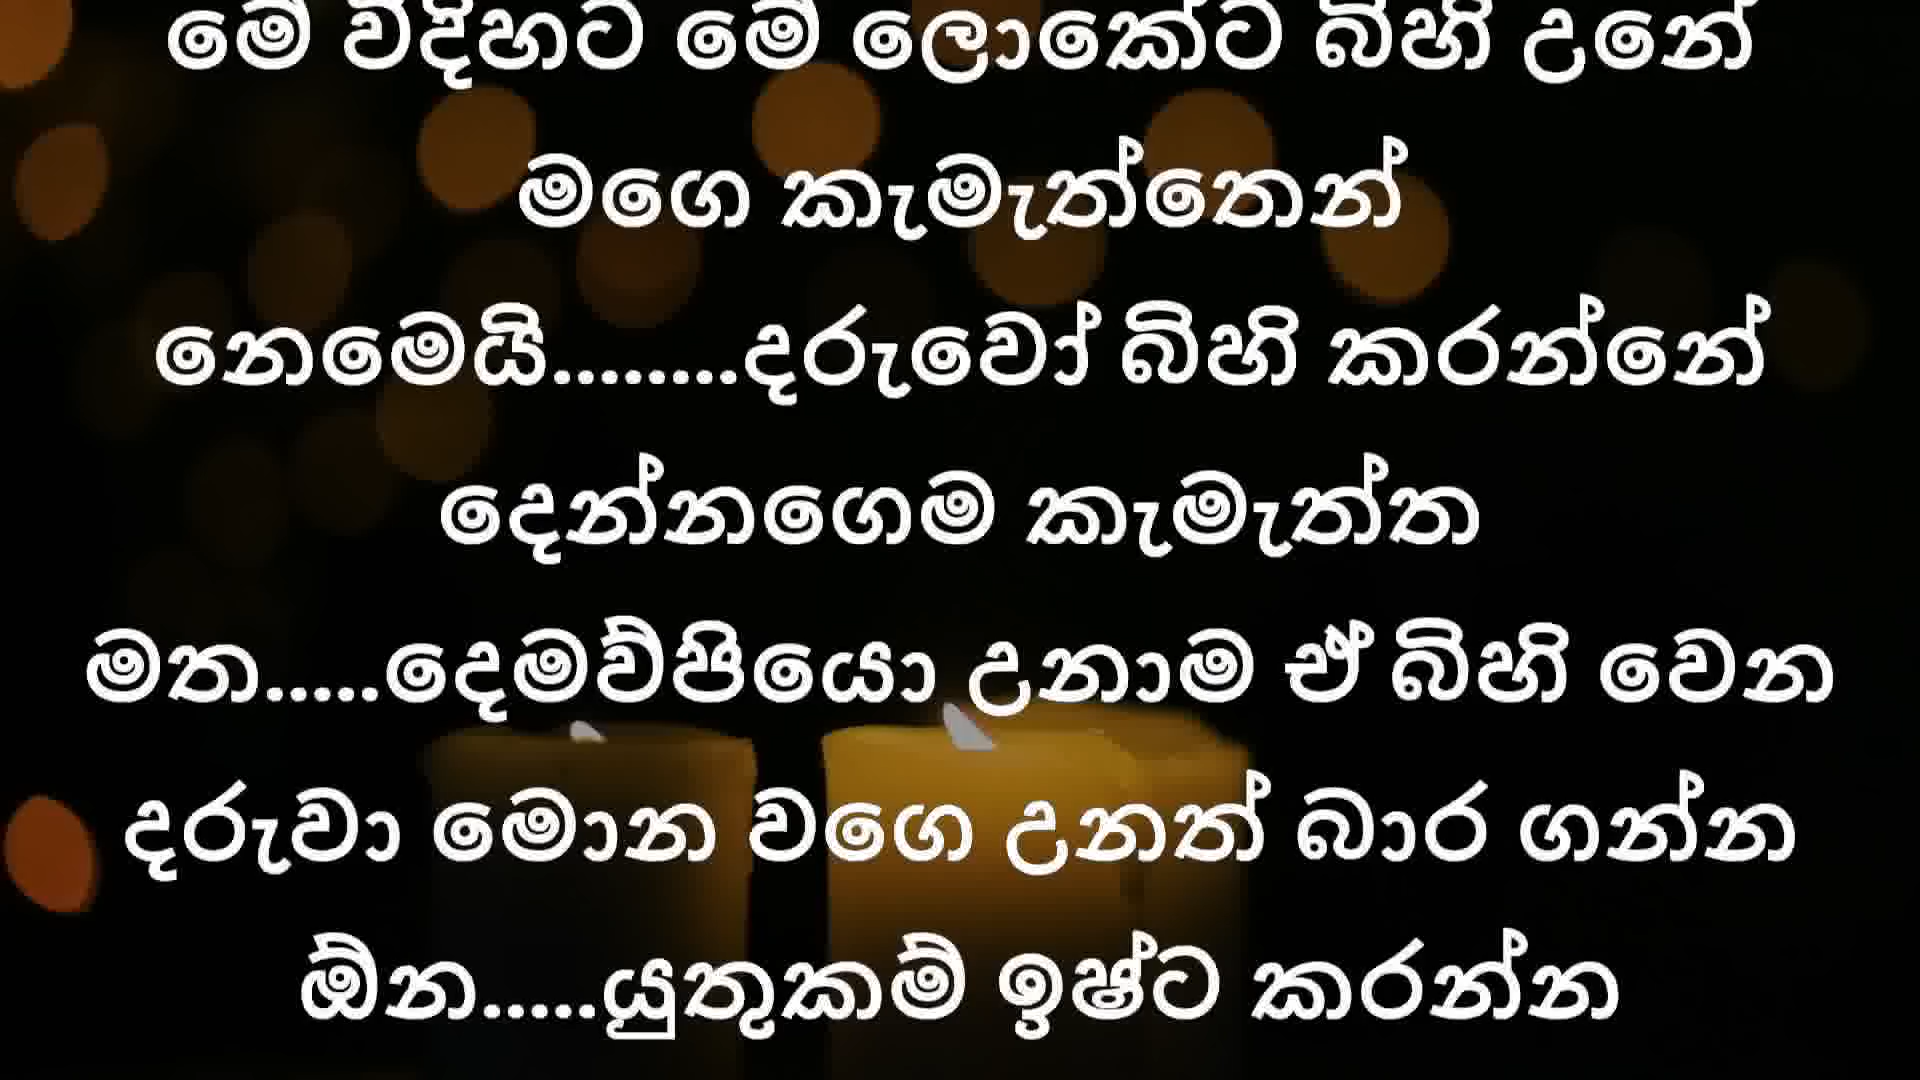 මේ විදිහට මේ ලොකේට බිහි උනේ
මගෙ කැමැත්තෙන්
නෙමෙයි........දරුවෝ බිහි කරන්නේ
දෙන්නගෙම කැමැත්ත
මත.....දෙමව්පියො උනාම ඒ බිහි වෙන
දරුවා මොන වගෙ උනත් බාර ගන්න
ඕන.....යුතුකම් ඉෂ්ට කරන්න